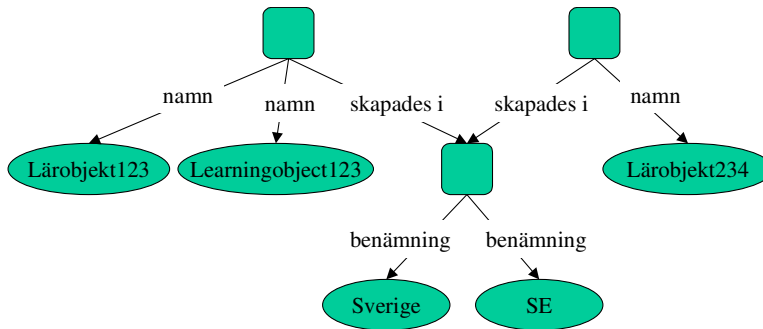 namn
namn
skapades i
skapades i
namn
Lärobjekt123
Learningobject123
Lärobjekt234
benämning
benämning
Sverige
SE